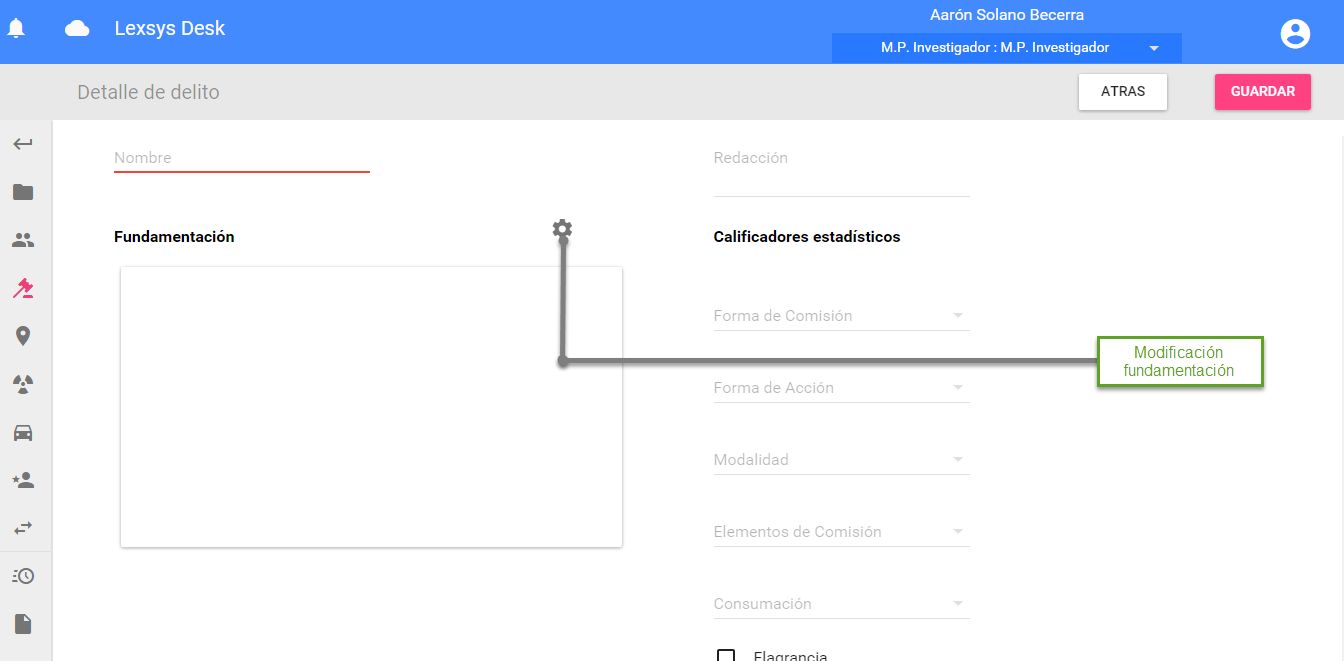 Lexsys Desk
Aarón Solano Becerra
M.P. Investigador : M.P. Investigador
Detalle de delito
ATRAS
GUARDAR
Nombre
Redacción
Fundamentación
Calificadores estadísticos
Forma de Comisión
Modificación
fundamentación
Forma de Acción
Modalidad
Elementos de Comisión
Consumación
Flagrancia